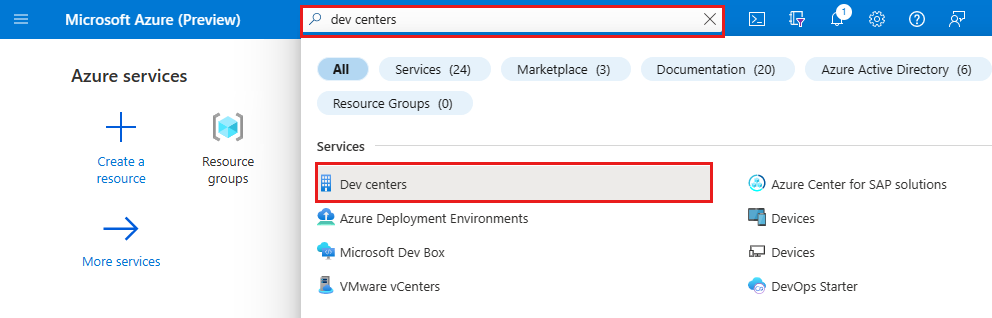 Microsoft Azure (Preview)
dev centers
1
All
Services (24)
Marketplace (3)
Documentation (20)
Azure Active Directory (6)
Resource Groups (0)
Azure services
Create a
resource
Resource
groups
More services
Services
Dev centers
Azure Deployment Environments
Microsoft Dev Box
VMware vCenters
Azure Center for SAP solutions
Devices
Devices
DevOps Starter